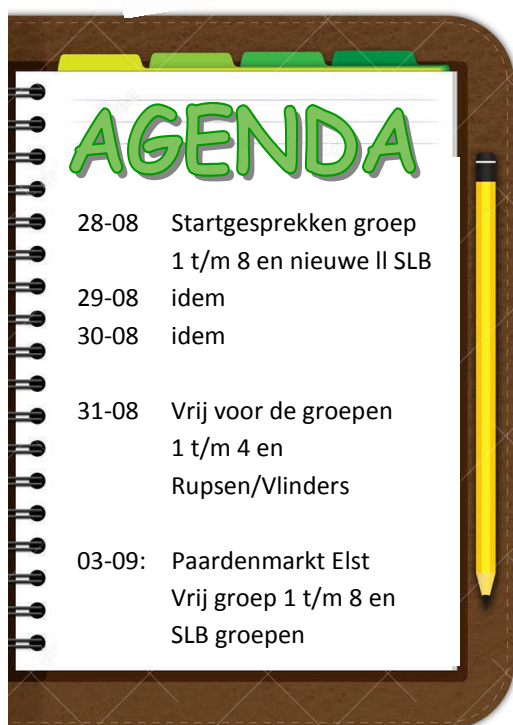 AGENDA
28-08 Startgesprekken groep
1 t/m 8 en nieuwe ll SLB
29-08 idem
30-08 idem
31-08 Vrij voor de groepen
1 t/m 4 en
Rupsen/Vlinders
03-09: Paardenmarkt Elst
Vrij groep 1 t/m 8 en
SLB groepen